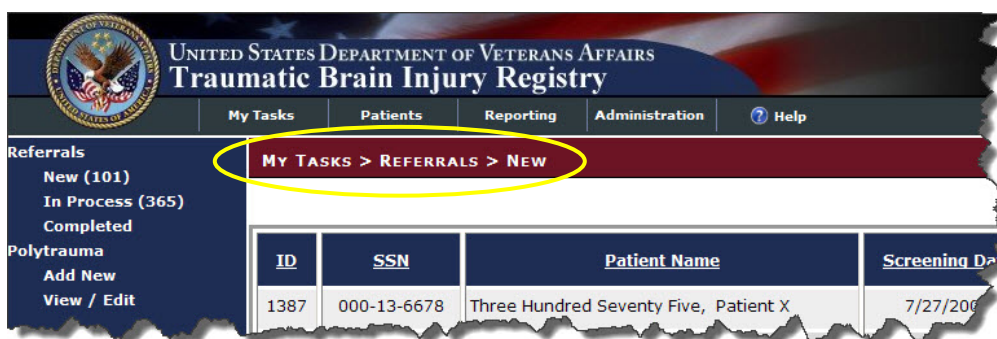 UNITED STATES DEPARTMENT OF VETERANS AFFAIRS
Traumatic Brain Injury Registry
My Tasks Patients Reporting Administration ? Help
Referrals
New (101)
In Process (365)
Completed
Polytrauma
Add New
View / Edit
MY TASKS > REFERRALS > NEW
ID SSN Patient Name Screening
1387 000-13-6678 Three Hundred Seventy Five, Patient X